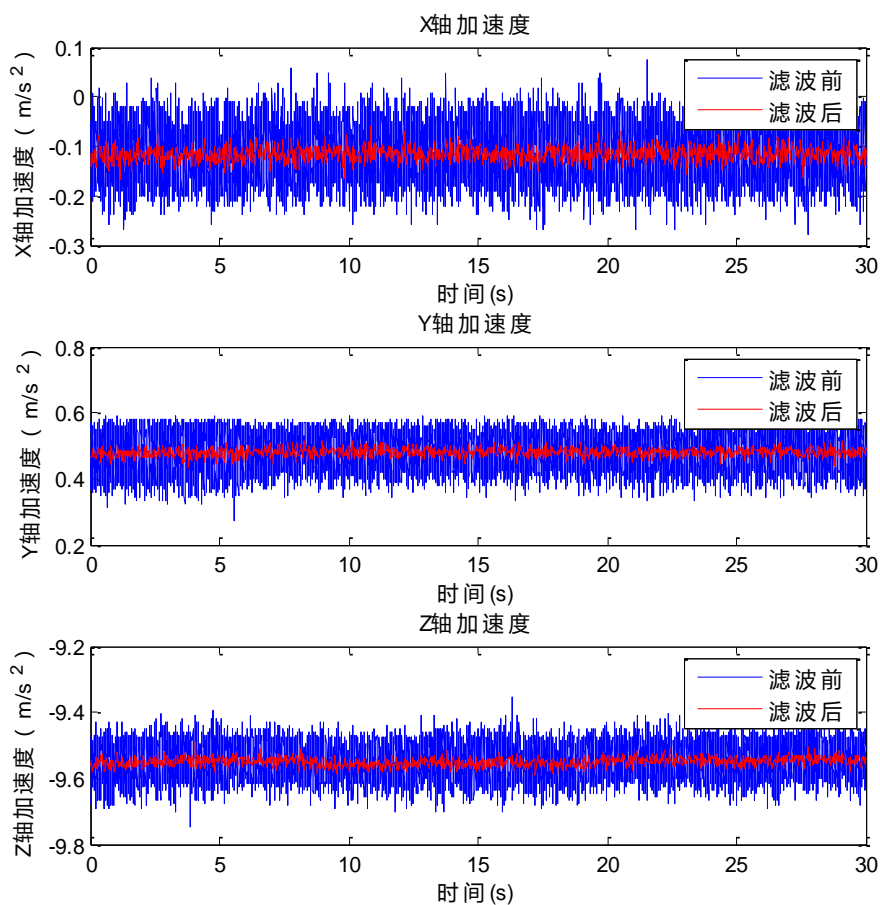 X轴加速度
X轴加速度 ( m/s 2 )
0.1
0
-0.1
-0.2
-0.3
滤波前
滤波后
0 5 10 15 20 25 30
时间(s)
Y轴加速度
Y轴加速度 ( m/s 2 )
0.8
0.6
0.4
0.2
滤波前
滤波后
0 5 10 15 20 25 30
时间(s)
Z轴加速度
Z轴加速度 ( m/s 2 )
-9.2
-9.4
-9.6
-9.8
滤波前
滤波后
0 5 10 15 20 25 30
时间(s)